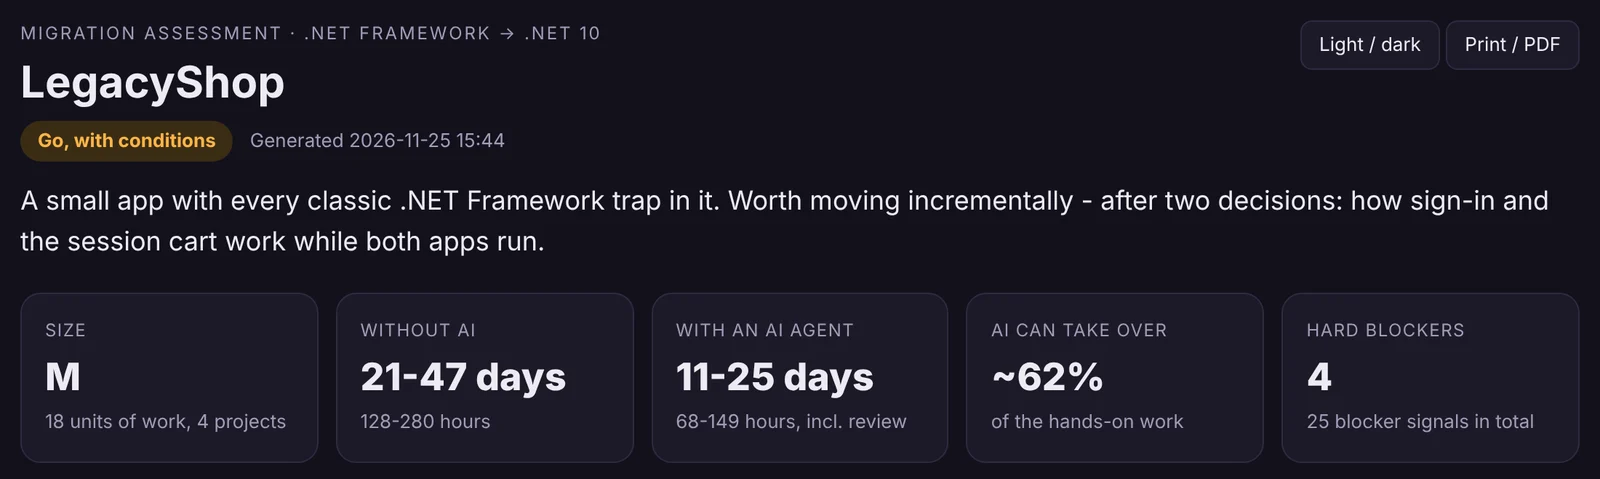 MIGRATION ASSESSMENT · .NET FRAMEWORK → .NET 10
Light / dark
Print / PDF
LegacyShop
Go, with conditions
Generated 2026-11-25 15:44
A small app with every classic .NET Framework trap in it. Worth moving incrementally - after two decisions: how sign-in and
the session cart work while both apps run.
SIZE
M
18 units of work, 4 projects
WITHOUT AI
21-47 days
128-280 hours
WITH AN AI AGENT
11-25 days
68-149 hours, incl. review
AI CAN TAKE OVER
~62%
of the hands-on work
HARD BLOCKERS
4
25 blocker signals in total